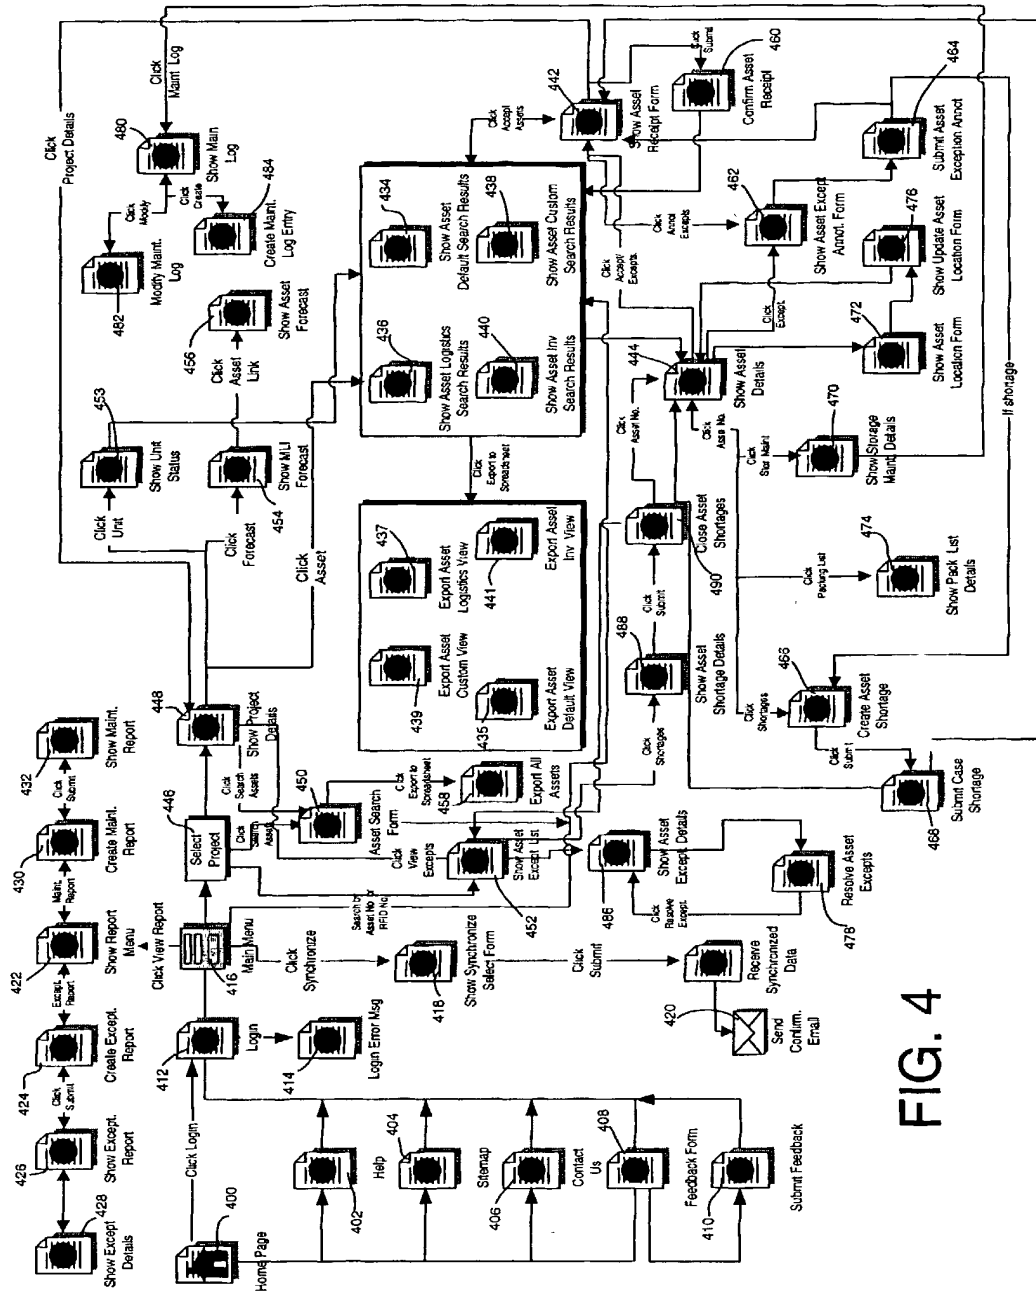 428
Show Except
Details
426
Show Except.
Report
Click
Submit
424
Create Except.
Report
Except.
Report
422
Show Report
Menu
Maint.
Report
430
Create Maint.
Report
Click
Submit
432
Show Maint.
Report
400
Home Page
Click Login
412
Login
414
Login Error Msg
Click View Report
416
Main Menu
446
Select
Project
448
Show Project
Details
Click
Project Details
402
Help
404
Sitemap
406
Contact
Us
408
Feedback Form
410
Submit Feedback
Click
Synchronize
418
Show Synchronize
Select Form
Click
Submit
Receive
Synchronized
Data
420
Send
Confirm.
Email
Click
Search
Assets
Click
Search
450
Asset Search
Form
Click
Export to
Spreadsheet
458
Export All
Assets
Click
View
Excepts
Search by
Asset No or
RFID No
452
Show Asset
Except List
486
Show Asset
Except Details
Click
Resolve
Except.
478
Resolve Asset
Excepts
Click
Shortages
488
Show Asset
Shortage Details
Click
Submit
490
Close Asset
Shortages
Click
Asset No.
Click
Unit
453
Show Unit
Status
Click
Forecast
454
Show MLI
Forecast
Click
Asset
Link
456
Show Asset
Forecast
Click
Asset
439
Export Asset
Custom View
437
Export Asset
Logistics View
435
Export Asset
Default View
441
Export Asset
Inv View
Click
Export to
Spreadsheet
436
Show Asset Logistics
Search Results
434
Show Asset
Default Search Results
440
Show Asset Inv
Search Results
438
Show Asset Custom
Search Results
480
Show Main
Log
Click
Maint Log
Click
Modify
482
Modify Maint.
Log
Click
Create
484
Create Maint.
Log Entry
Click
Accept
Assets
442
Show Asset
Receipt Form
Click
Submit
460
Confirm Asset
Receipt
Click
Accept/
Excepts.
Click
Annot
Excepts
462
Show Asset Except
Annot. Form
464
Submit Asset
Exception Annot
444
Show Asset
Details
Click
Except.
472
Show Asset
Location Form
476
Show Update Asset
Location Form
Click
Asset No.
Click
Stor Maint
470
Show Storage
Maint. Details
Click
Packing List
474
Show Pack List
Details
Click
Shortages
466
Create Asset
Shortage
Click
Submit
468
Submit Case
Shortage
If shortage
FIG. 4